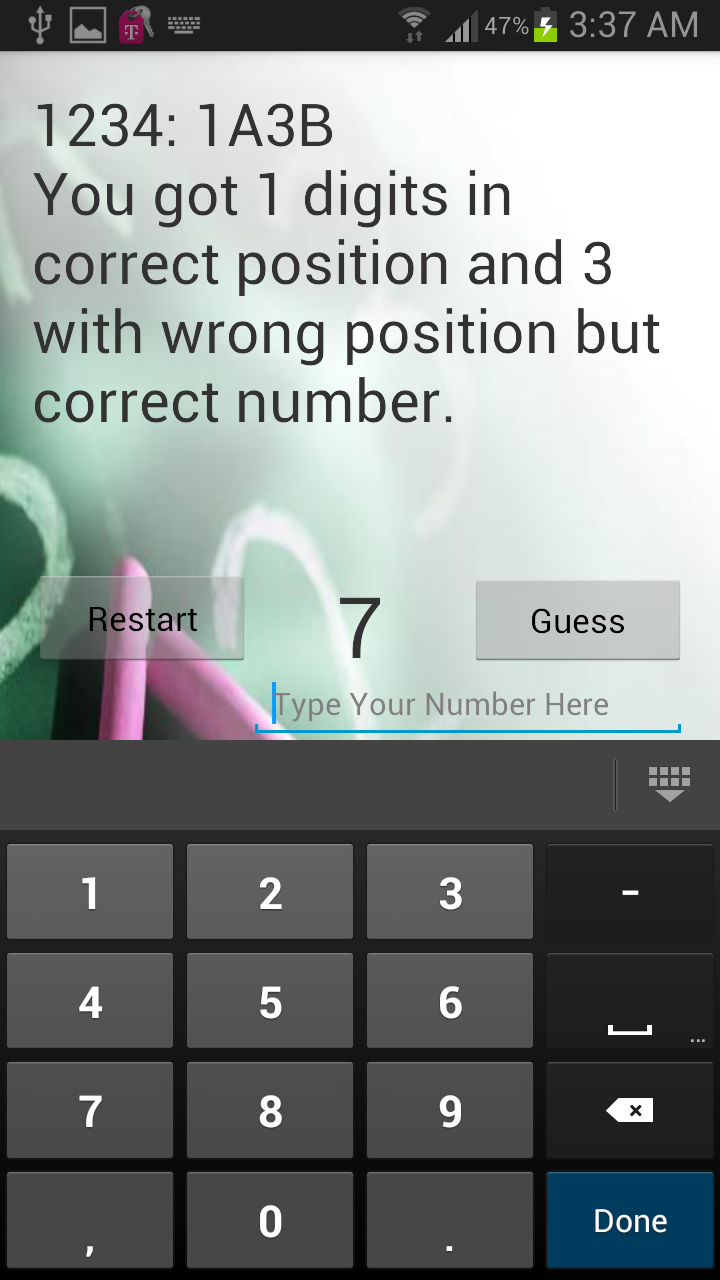 T
47%
3:37 AM
1234: 1A3B
You got 1 digits in
correct position and 3
with wrong position but
correct number.
Restart
7
Guess
Type Your Number Here
1 2 3 -
4 5 6
...
7 8 9
, 0 . Done